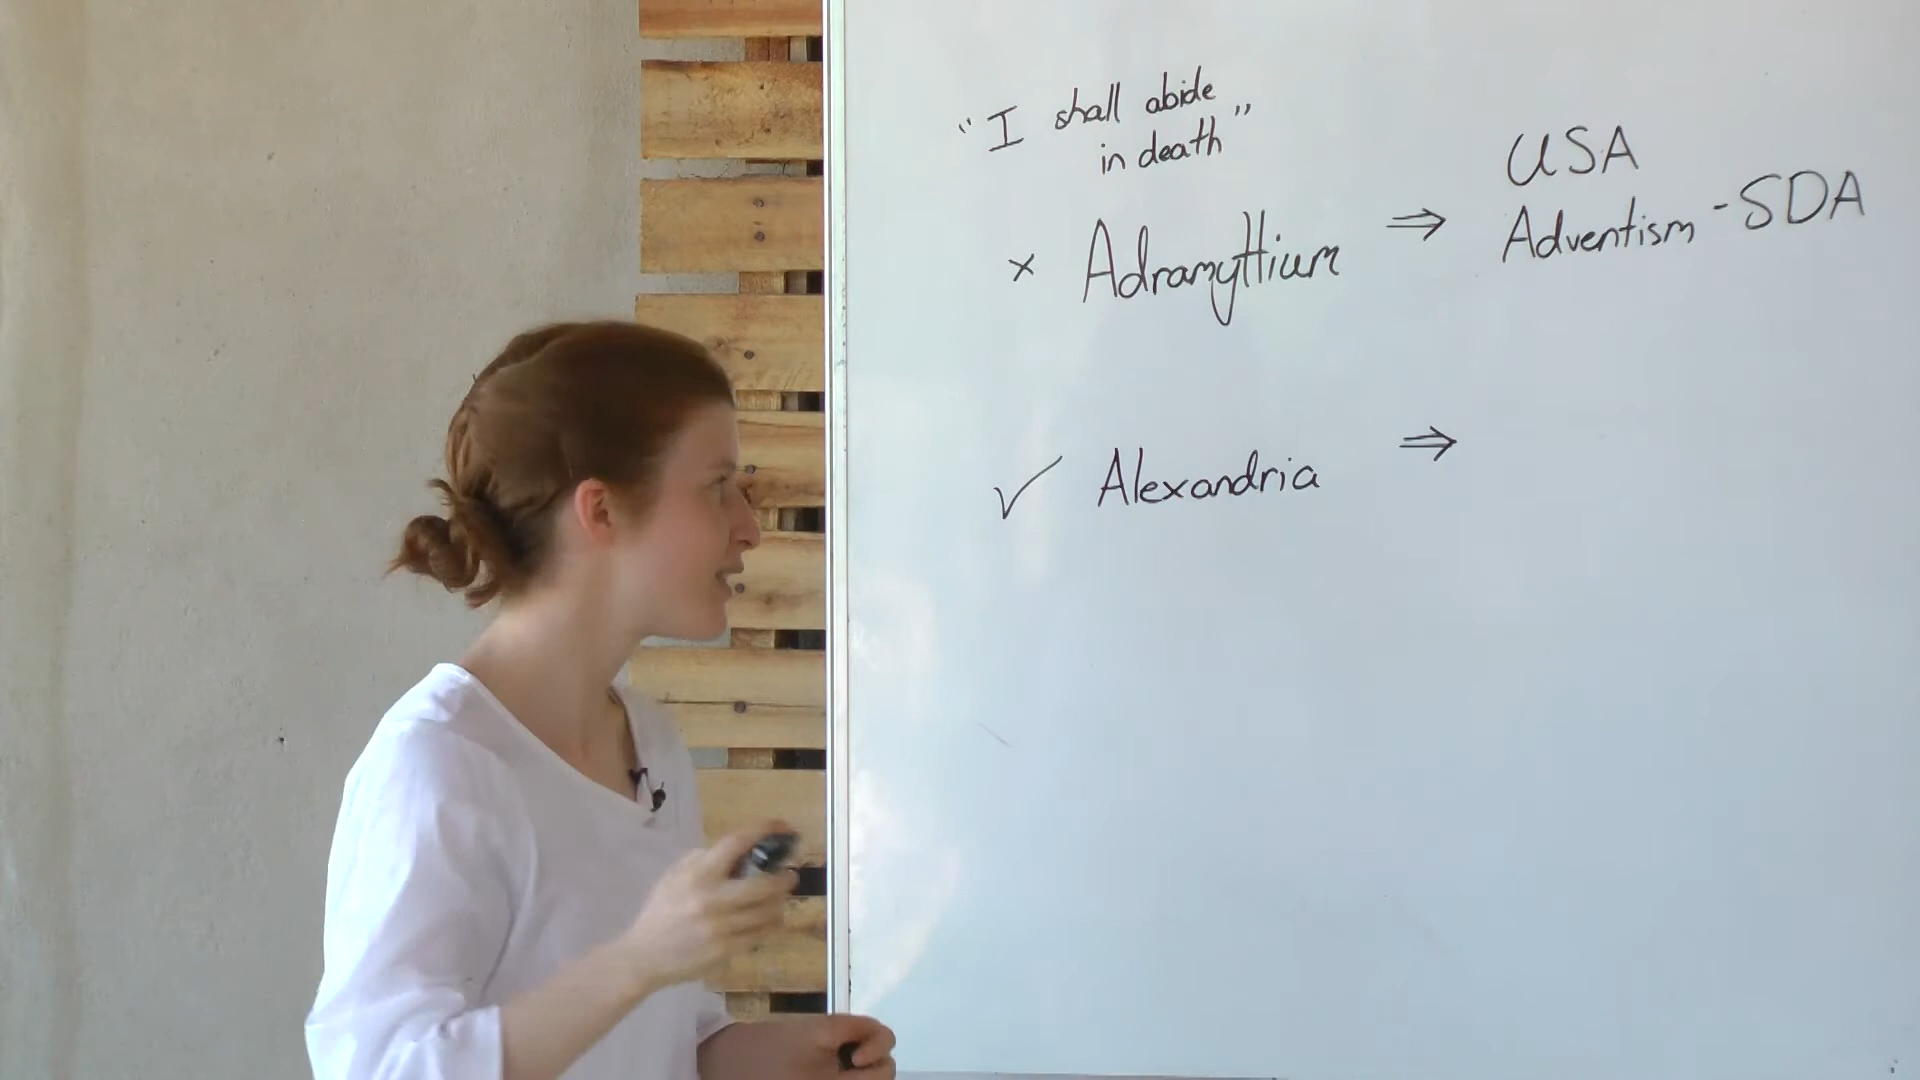 "I shall abide
in death"
USA
x Adramyttium ⇒ Adventism - SDA
✓ Alexandria ⇒